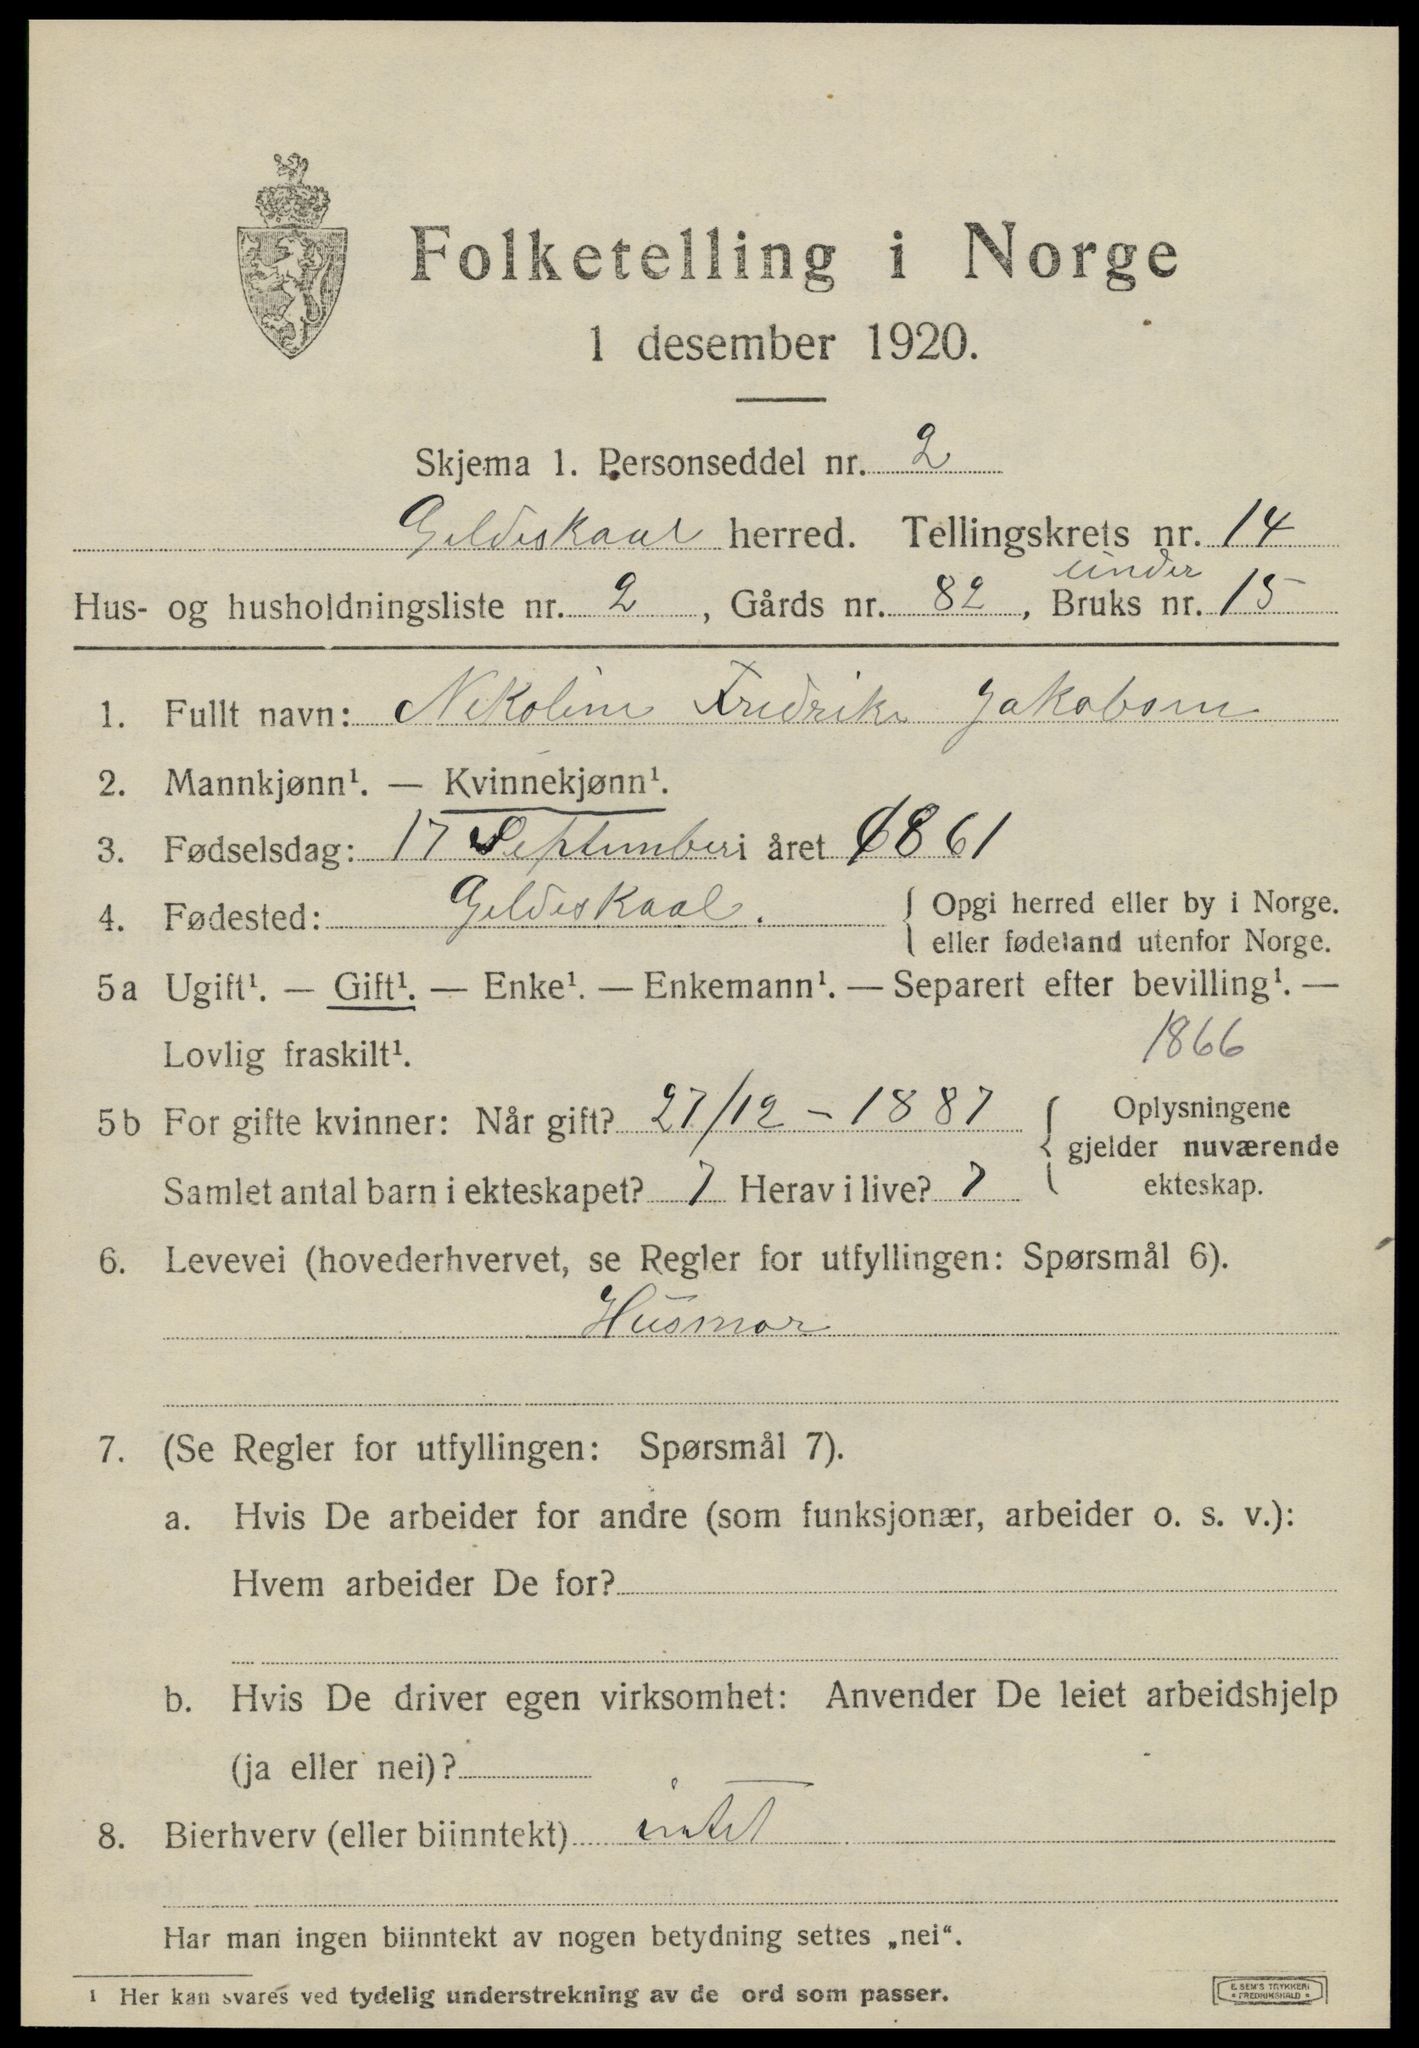 Folketelling i Norge
1 desember 1920.
Skjema 1. Personseddel nr. 2
Gildeskaal herred. Tellingskrets nr. 14
under
Hus- og husholdningsliste nr. 2, Gårds nr. 82, Bruks nr. 15
1. Fullt navn: Nikoline Fredrike Jakobsen
2. Mannkjønn¹. — Kvinnekjønn¹.
3. Fødselsdag: 17 September i året 1861
4. Fødested: Gildeskaal. { Opgi herred eller by i Norge.
eller fødeland utenfor Norge.
5a Ugift¹. — Gift¹. — Enke¹. — Enkemann¹. — Separert efter bevilling¹. —
Lovlig fraskilt¹. 1866
5b For gifte kvinner: Når gift? 27/12 – 1887 { Oplysningene
gjelder nuværende
Samlet antal barn i ekteskapet? 7 Herav i live? 7 ekteskap.
6. Levevei (hovederhvervet, se Regler for utfyllingen: Spørsmål 6).
Husmor
7. (Se Regler for utfyllingen: Spørsmål 7).
a. Hvis De arbeider for andre (som funksjonær, arbeider o. s. v.):
Hvem arbeider De for?
b. Hvis De driver egen virksomhet: Anvender De leiet arbeidshjelp
(ja eller nei)?
8. Bierhverv (eller biinntekt) intet
Har man ingen biinntekt av nogen betydning settes „nei“.
1 Her kan svares ved tydelig understrekning av de ord som passer.
E. SEM'S TRYKKERI
* FREDRIKSHALD *